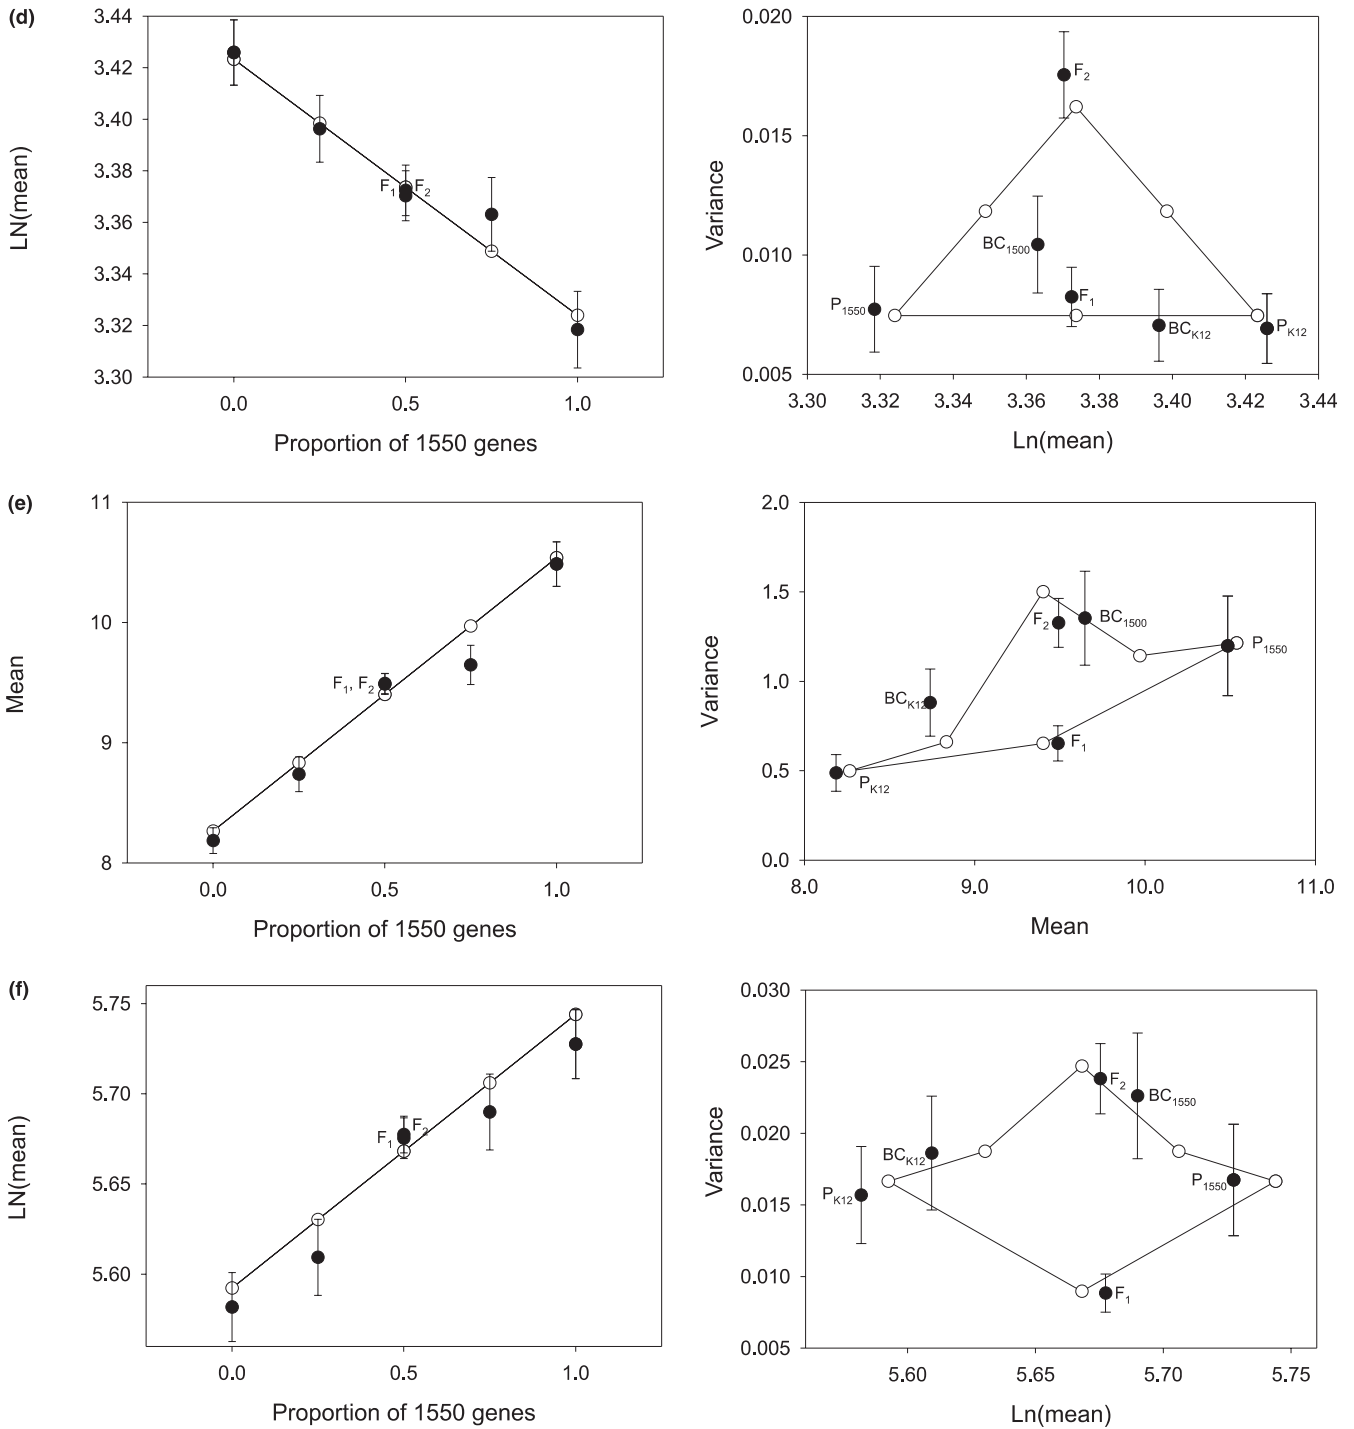 (d)
3.44
3.42
3.40
3.38
3.36
3.34
3.32
3.30
LN(mean)
F1 F2
0.0 0.5 1.0
Proportion of 1550 genes
0.020
0.015
0.010
0.005
Variance
F2
BC1500
P1550
F1
BCK12
PK12
3.30 3.32 3.34 3.36 3.38 3.40 3.42 3.44
Ln(mean)
(e)
11
10
9
8
Mean
F1, F2
0.0 0.5 1.0
Proportion of 1550 genes
2.0
1.5
1.0
0.5
0.0
Variance
F2
BC1500
P1550
BCK12
F1
PK12
8.0 9.0 10.0 11.0
Mean
(f)
5.75
5.70
5.65
5.60
LN(mean)
F1 F2
0.0 0.5 1.0
Proportion of 1550 genes
0.030
0.025
0.020
0.015
0.010
0.005
Variance
F2
BC1550
BCK12
PK12
P1550
F1
5.60 5.65 5.70 5.75
Ln(mean)